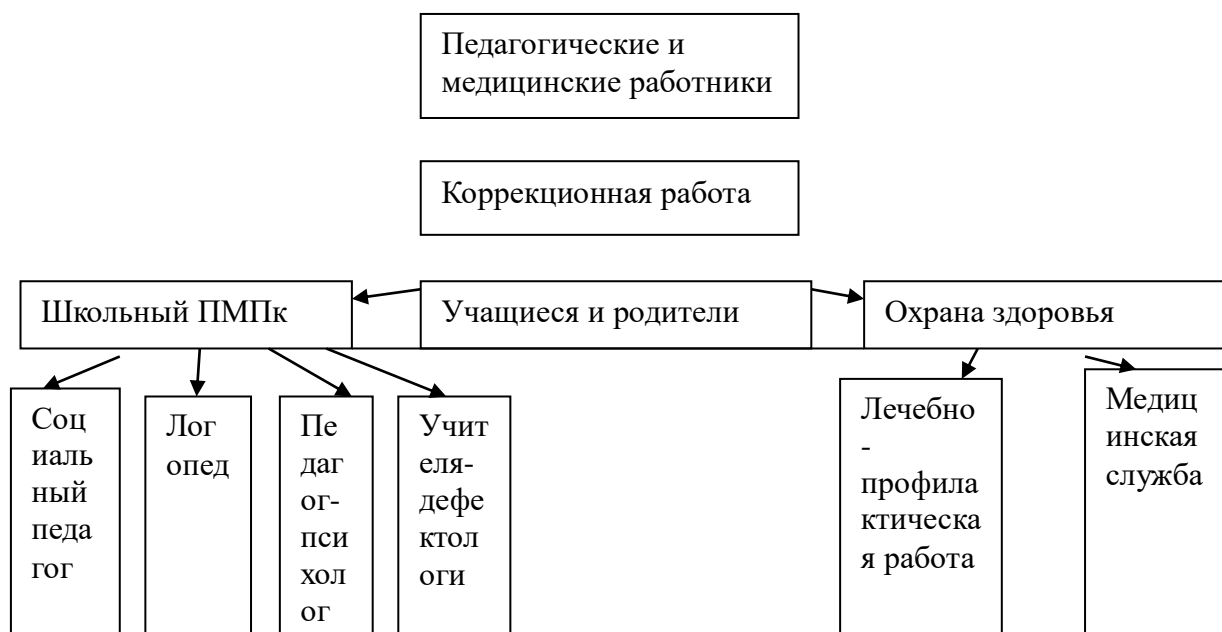 Педагогические и
медицинские работники
Коррекционная работа
Школьный ПМПк
Учащиеся и родители
Охрана здоровья
Соц
иаль
ный
педа
гог
Лог
опед
Пе
даг
ог-
пси
хол
ог
Учит
еля-
дефе
ктол
оги
Лечебно
-
профила
ктическа
я работа
Медиц
инская
служба